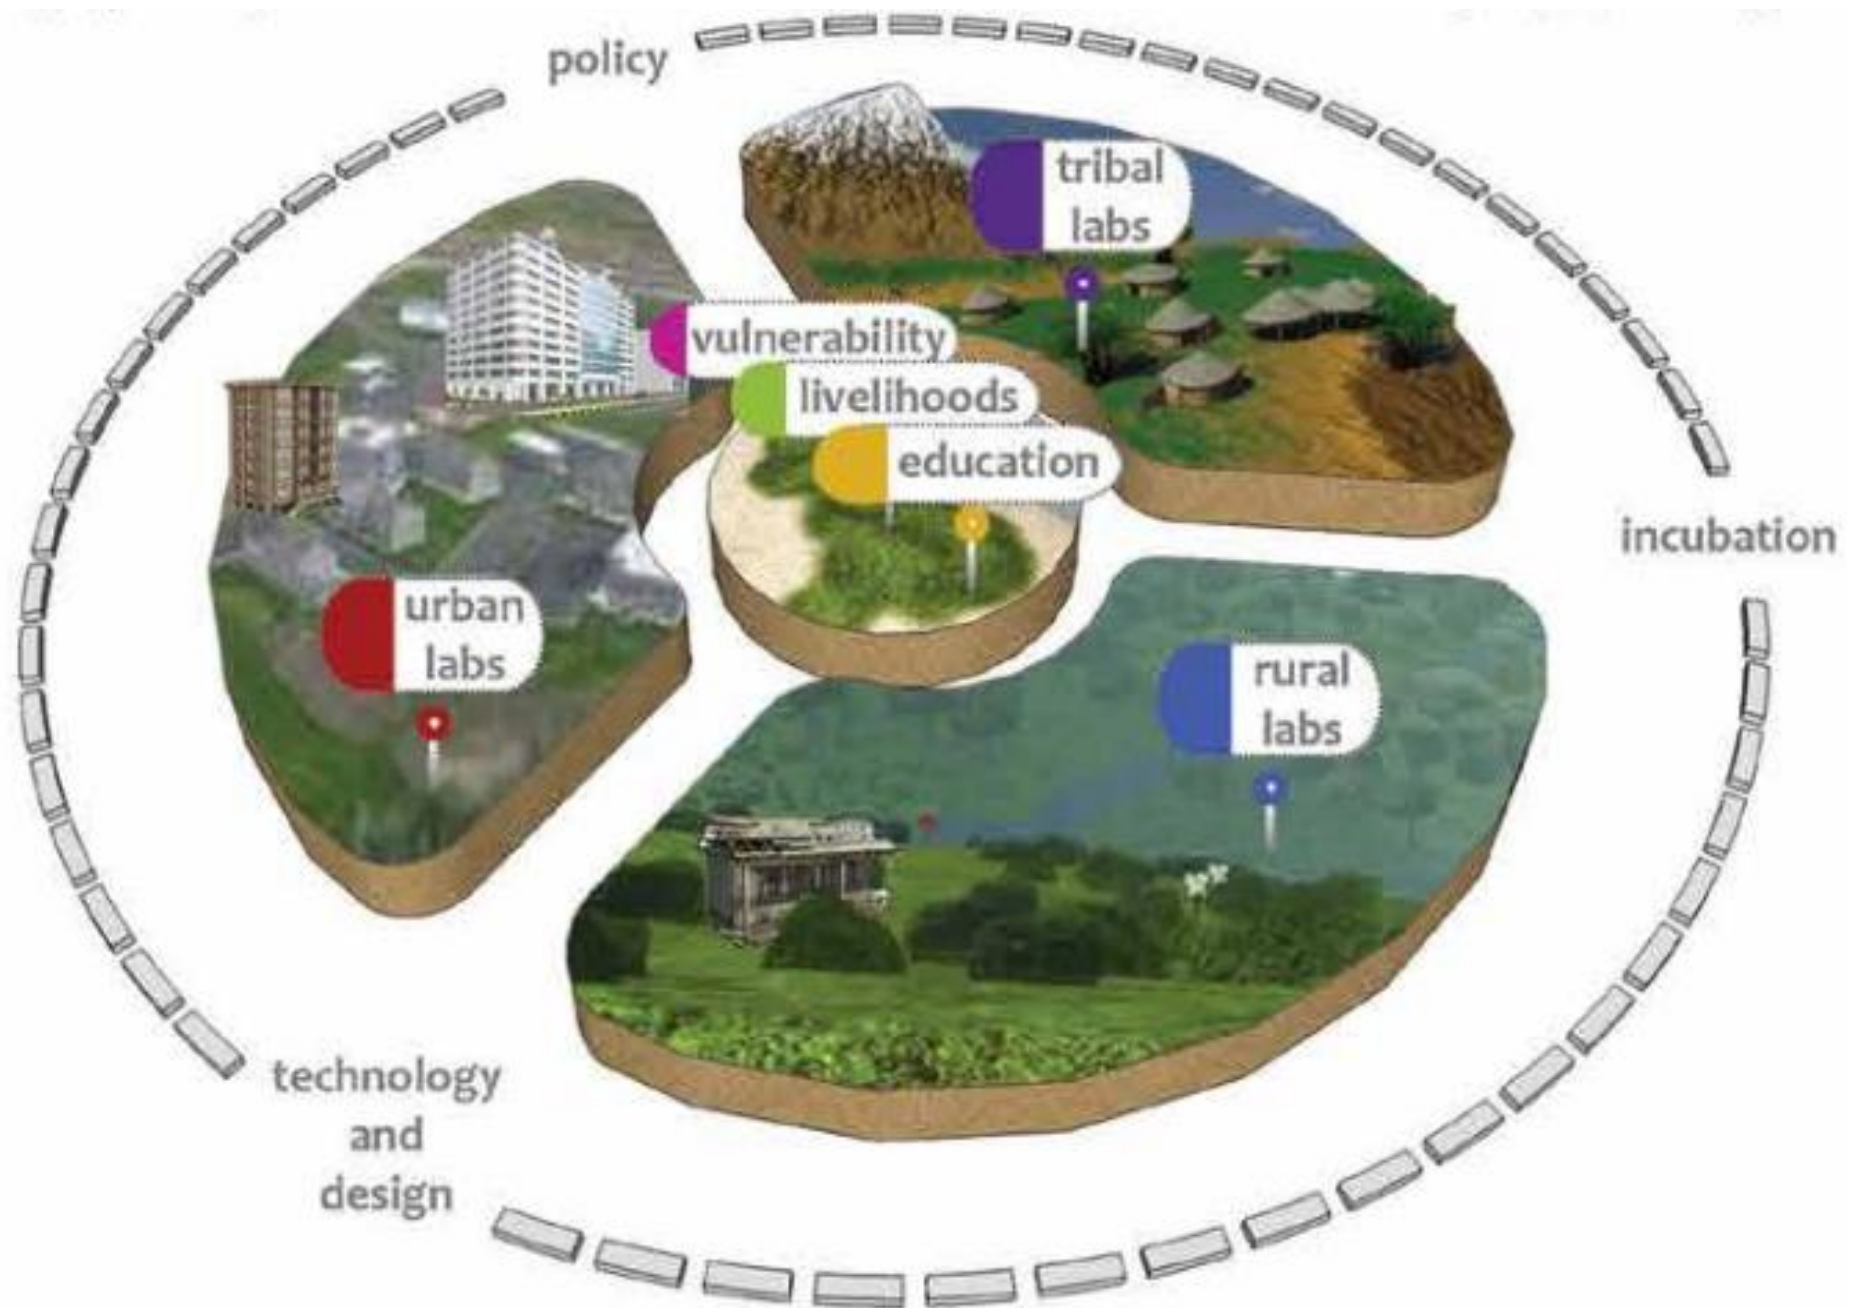 policy
tribal
labs
vulnerability
livelihoods
education
incubation
urban
labs
rural
labs
technology
and
design